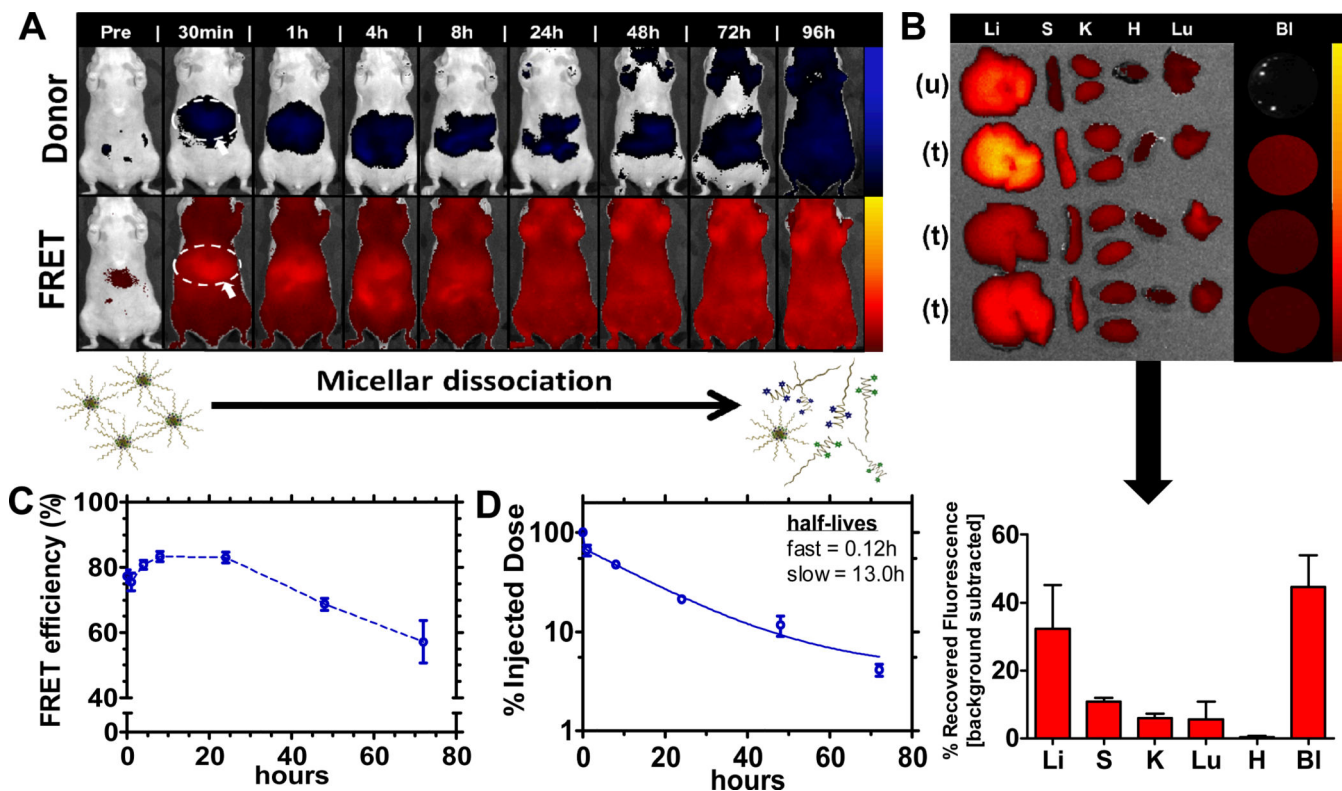 A
Pre | 30min | 1h | 4h | 8h | 24h | 48h | 72h | 96h
Donor
FRET
B
Li S K H Lu Bl
(u)
(t)
(t)
(t)
Micellar dissociation
C
FRET efficiency (%)
100
80
60
40
0
0 20 40 60 80
hours
D
% Injected Dose
100
10
1
half-lives
fast = 0.12h
slow = 13.0h
0 20 40 60 80
hours
% Recovered Fluorescence
[background subtracted]
60
40
20
0
Li S K Lu H Bl